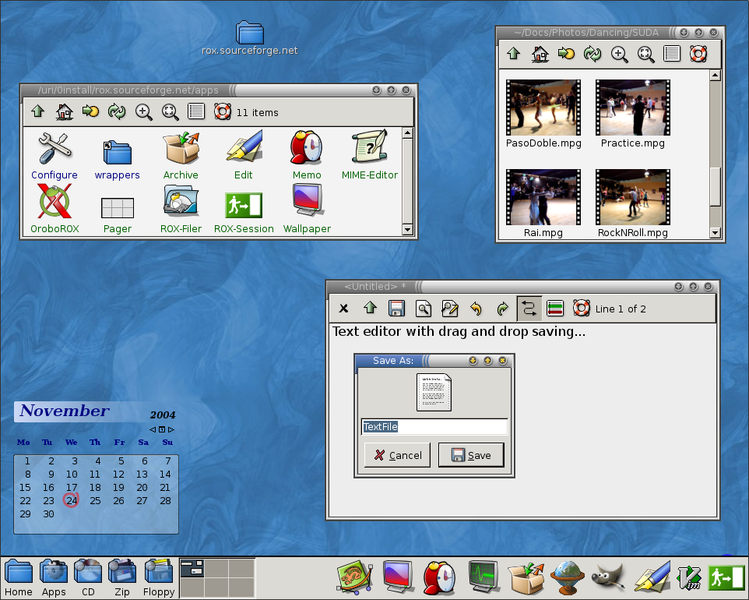 rox.sourceforge.net
~/Docs/Photos/Dancing/SUDA
PasoDoble.mpg Practice.mpg
Rai.mpg RockNRoll.mpg
/uri/0install/rox.sourceforge.net/apps
11 items
Configure wrappers Archive Edit Memo MIME-Editor
OroboROX Pager ROX-Filer ROX-Session Wallpaper
<Untitled> *
Line 1 of 2
Text editor with drag and drop saving...
Save As:
TextFile
Cancel Save
November 2004
Mo Tu We Th Fr Sa Su
1 2 3 4 5 6 7
8 9 10 11 12 13 14
15 16 17 18 19 20 21
22 23 24 25 26 27 28
29 30
Home Apps CD Zip Floppy
Vim